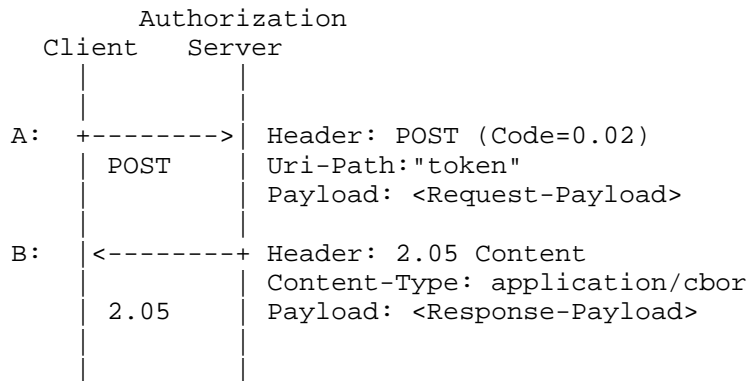 Authorization
Client Server
A: +-------->| Header: POST (Code=0.02)
| POST | Uri-Path:"token"
| | Payload: <Request-Payload>
B: |<--------+ Header: 2.05 Content
| | Content-Type: application/cbor
| 2.05 | Payload: <Response-Payload>